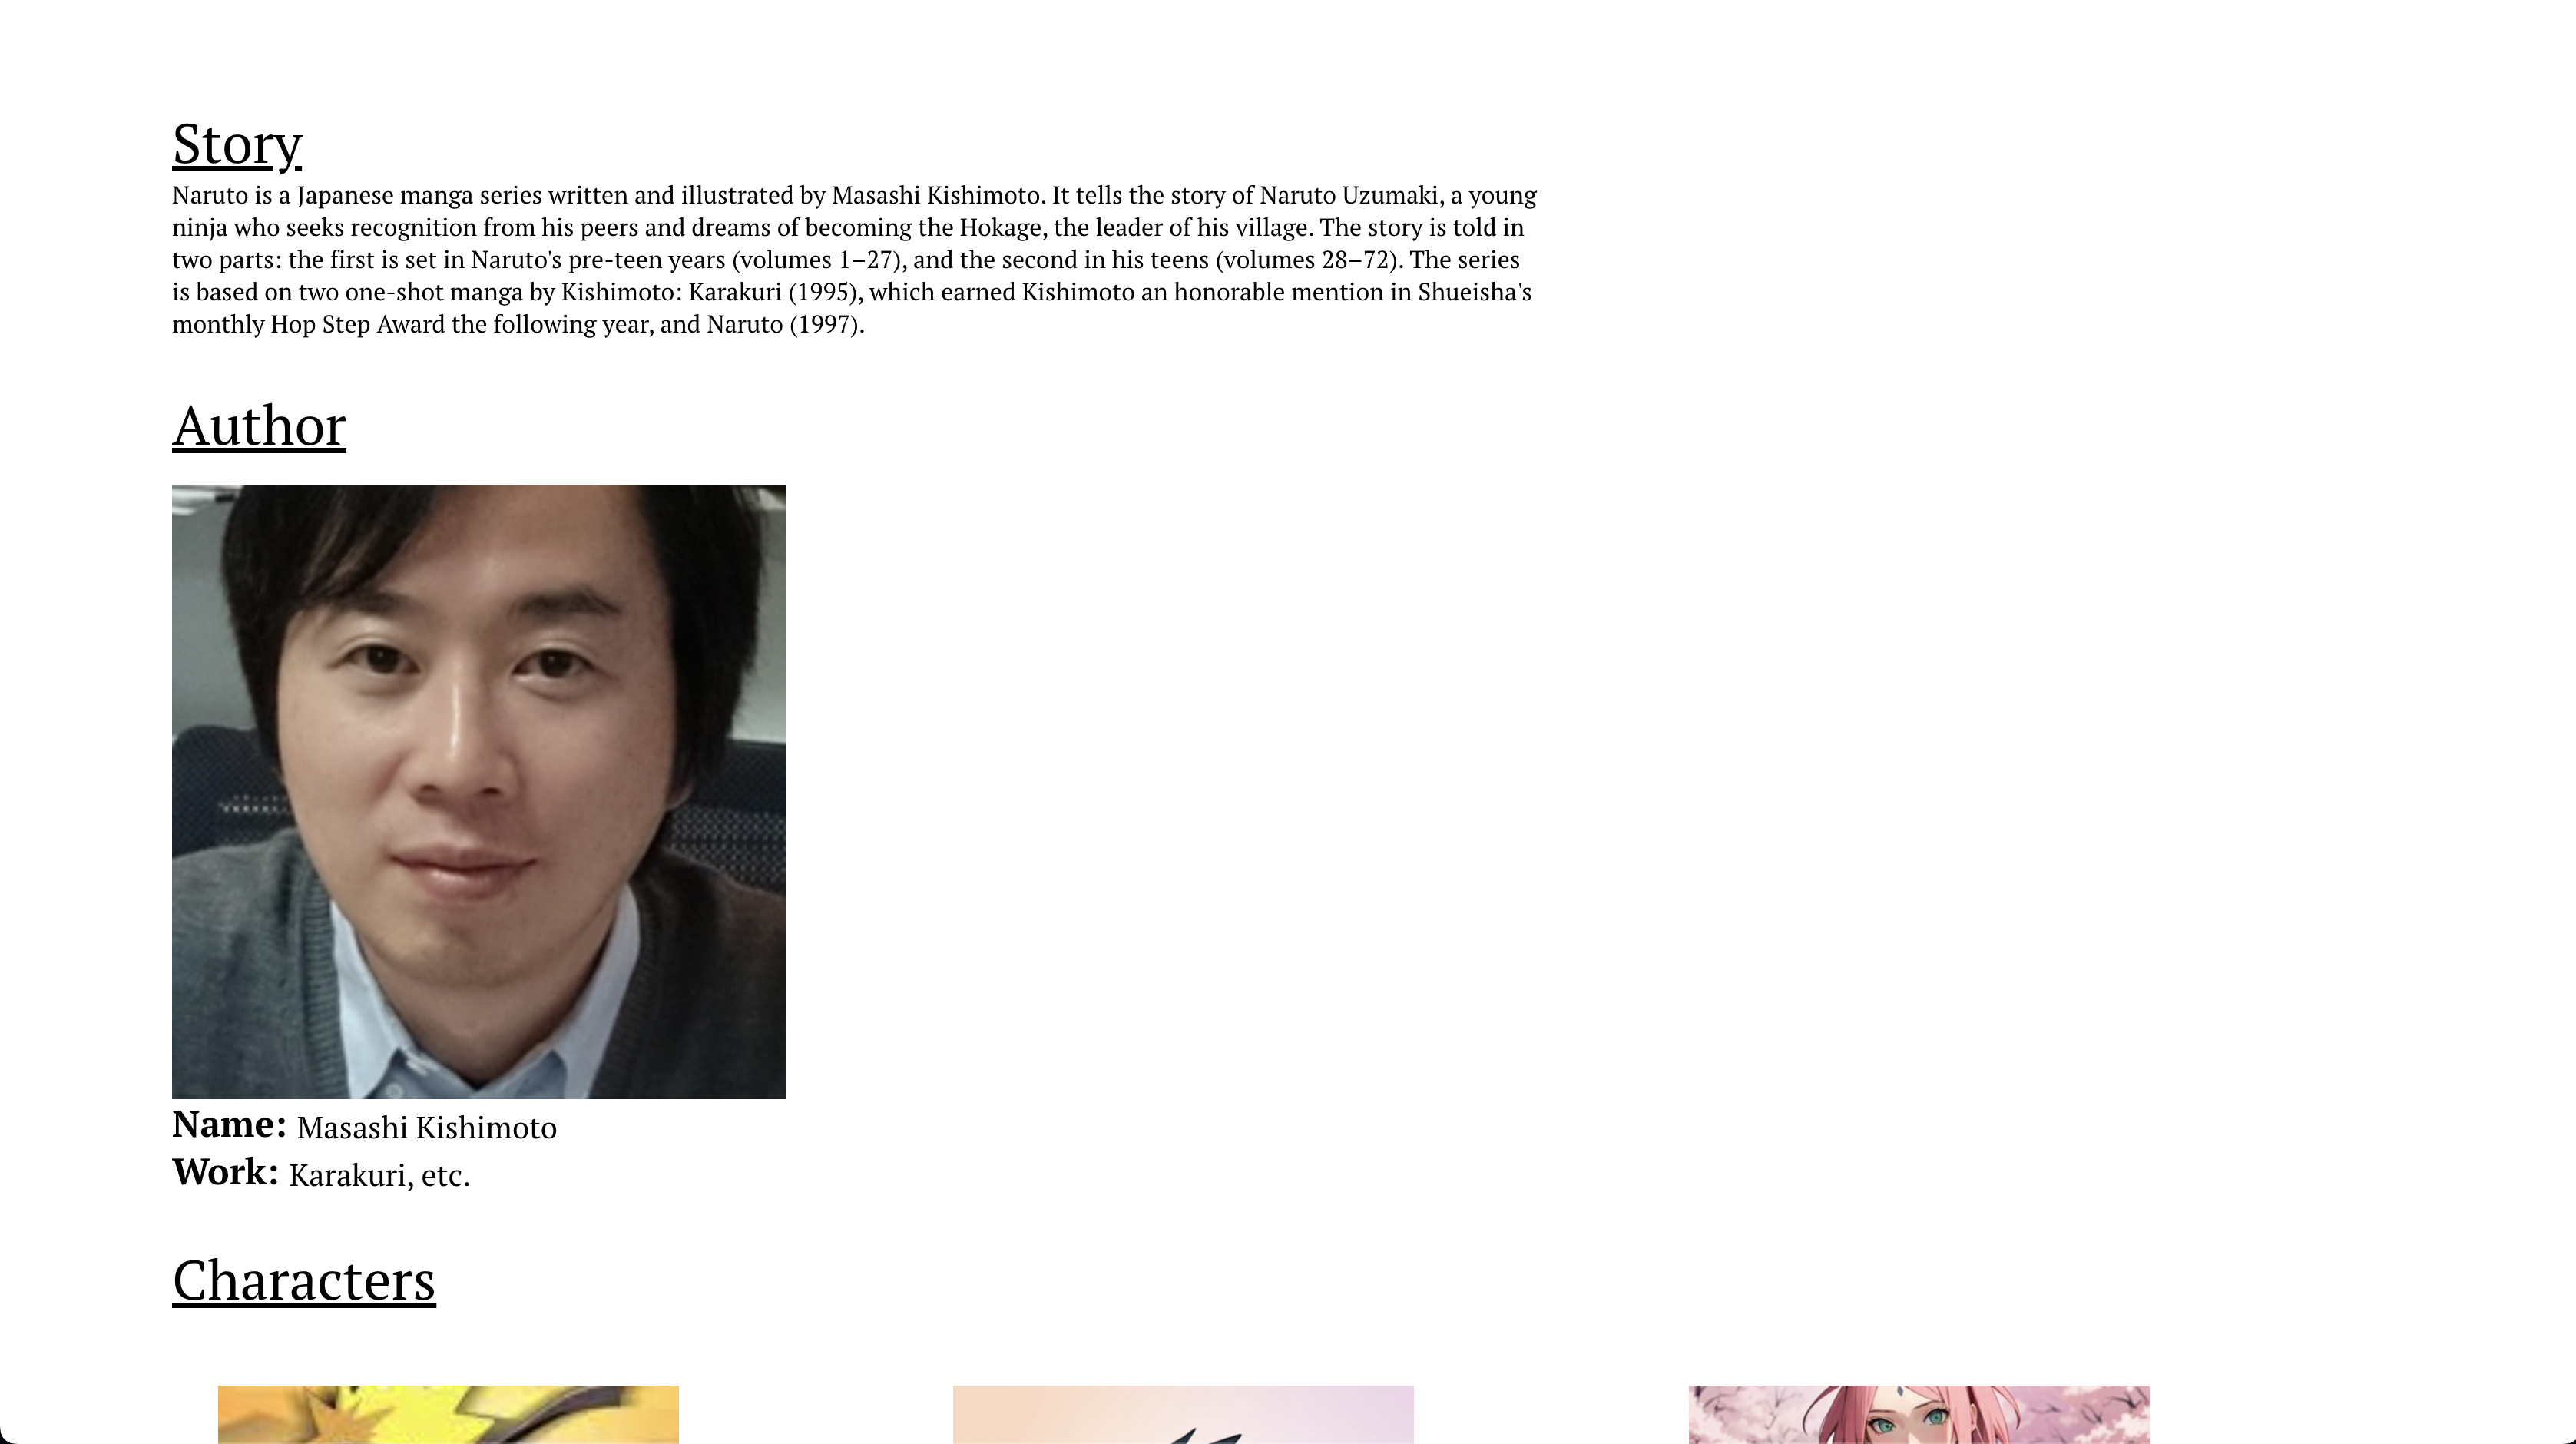 Story
Naruto is a Japanese manga series written and illustrated by Masashi Kishimoto. It tells the story of Naruto Uzumaki, a young
ninja who seeks recognition from his peers and dreams of becoming the Hokage, the leader of his village. The story is told in
two parts: the first is set in Naruto's pre-teen years (volumes 1–27), and the second in his teens (volumes 28–72). The series
is based on two one-shot manga by Kishimoto: Karakuri (1995), which earned Kishimoto an honorable mention in Shueisha's
monthly Hop Step Award the following year, and Naruto (1997).
Author
Name: Masashi Kishimoto
Work: Karakuri, etc.
Characters